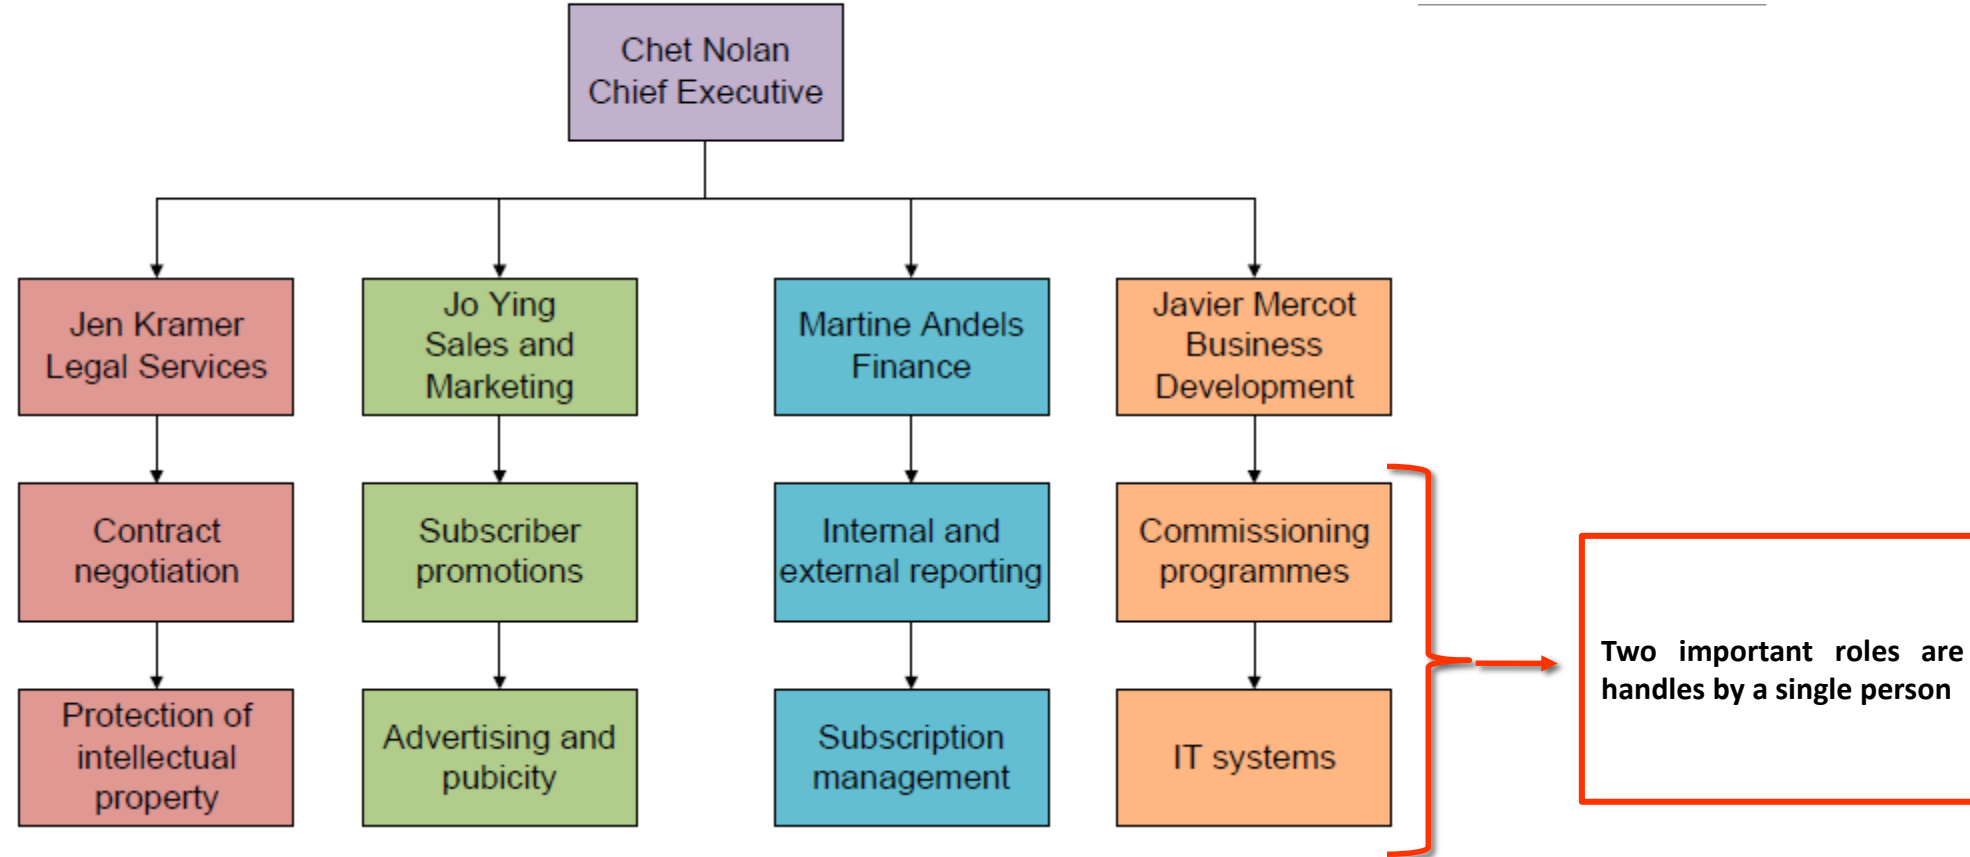 Chet Nolan
Chief Executive
Jen Kramer
Legal Services
Jo Ying
Sales and
Marketing
Martine Andels
Finance
Javier Mercot
Business
Development
Contract
negotiation
Subscriber
promotions
Internal and
external reporting
Commissioning
programmes
Two important roles are
handles by a single person
Protection of
intellectual
property
Advertising and
pubicity
Subscription
management
IT systems